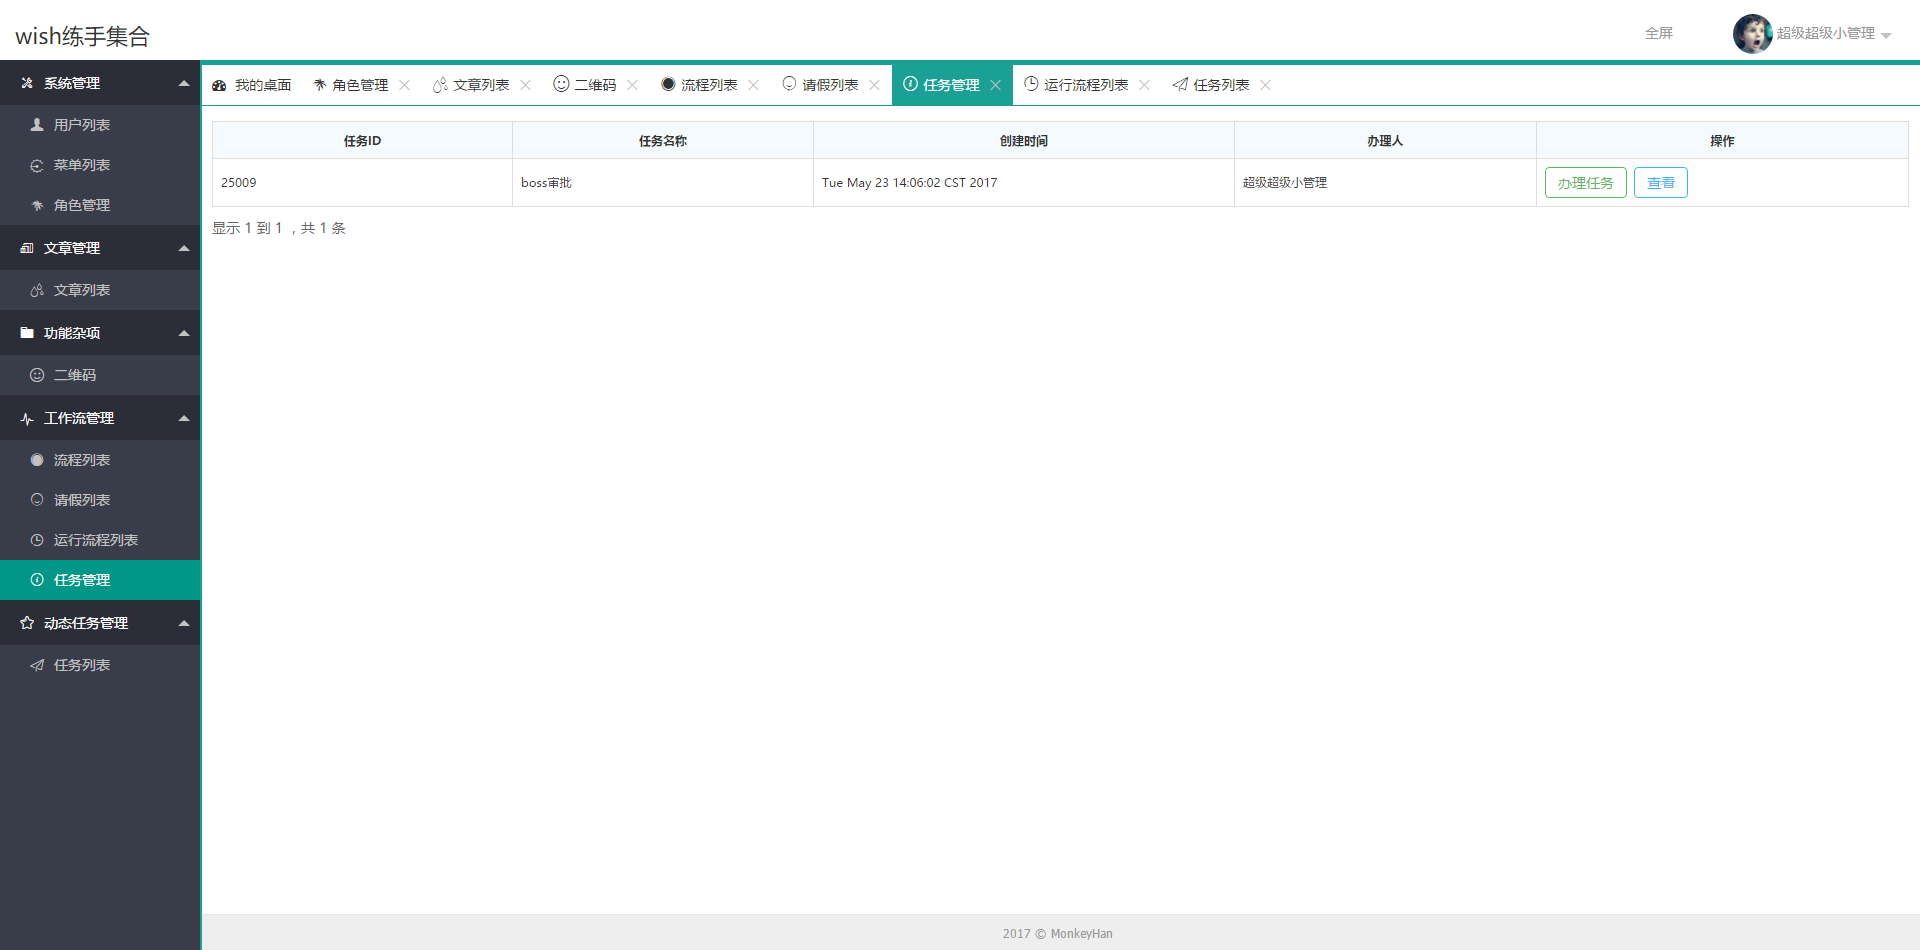 wish练手集合
全屏
超级超级小管理
系统管理
用户列表
菜单列表
角色管理
文章管理
文章列表
功能杂项
二维码
工作流管理
流程列表
请假列表
运行流程列表
任务管理
动态任务管理
任务列表
我的桌面 角色管理 文章列表 二维码 流程列表 请假列表 任务管理 运行流程列表 任务列表
任务ID 任务名称 创建时间 办理人 操作
25009 boss审批 Tue May 23 14:06:02 CST 2017 超级超级小管理 办理任务 查看
显示 1 到 1 ，共 1 条
2017 © MonkeyHan